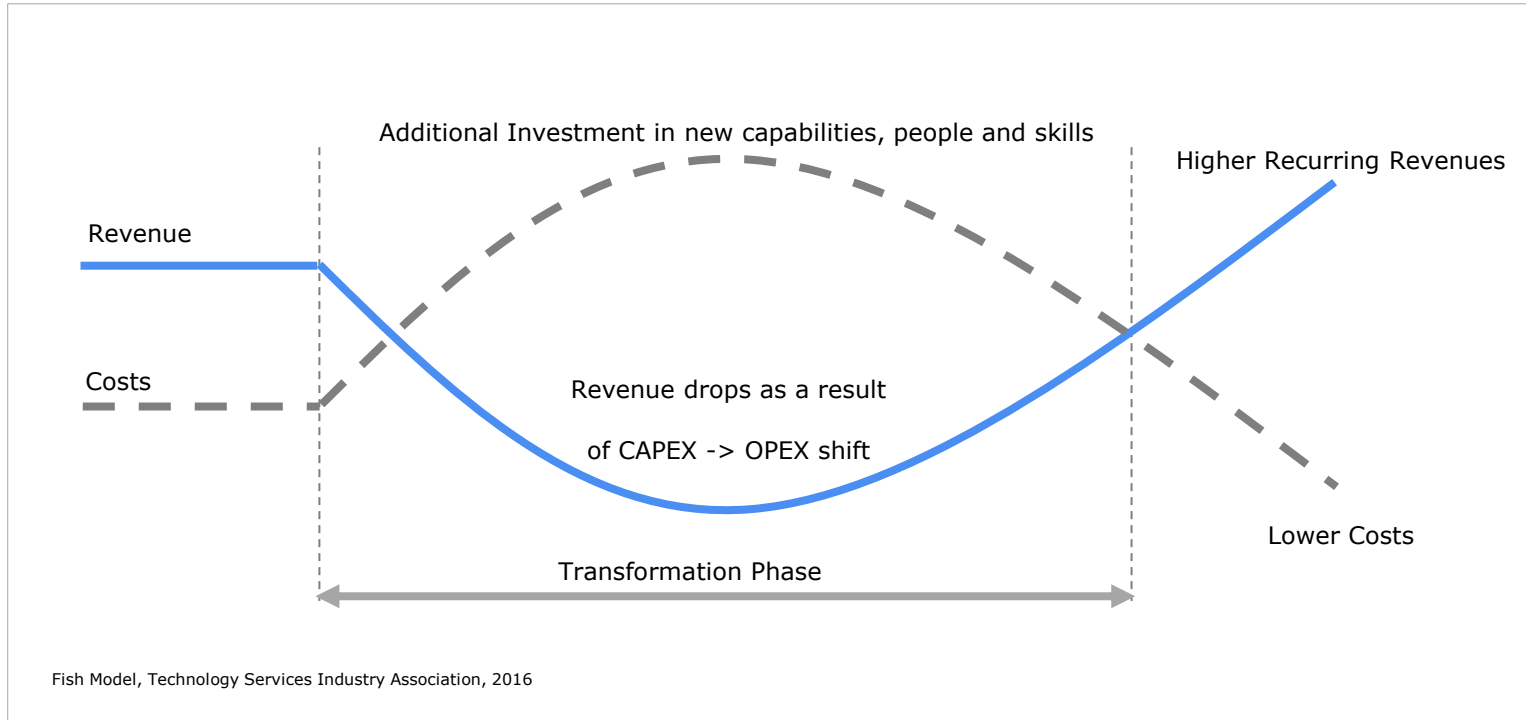 Additional Investment in new capabilities, people and skills
Higher Recurring Revenues
Revenue
Costs
Revenue drops as a result
of CAPEX -> OPEX shift
Lower Costs
Transformation Phase
Fish Model, Technology Services Industry Association, 2016